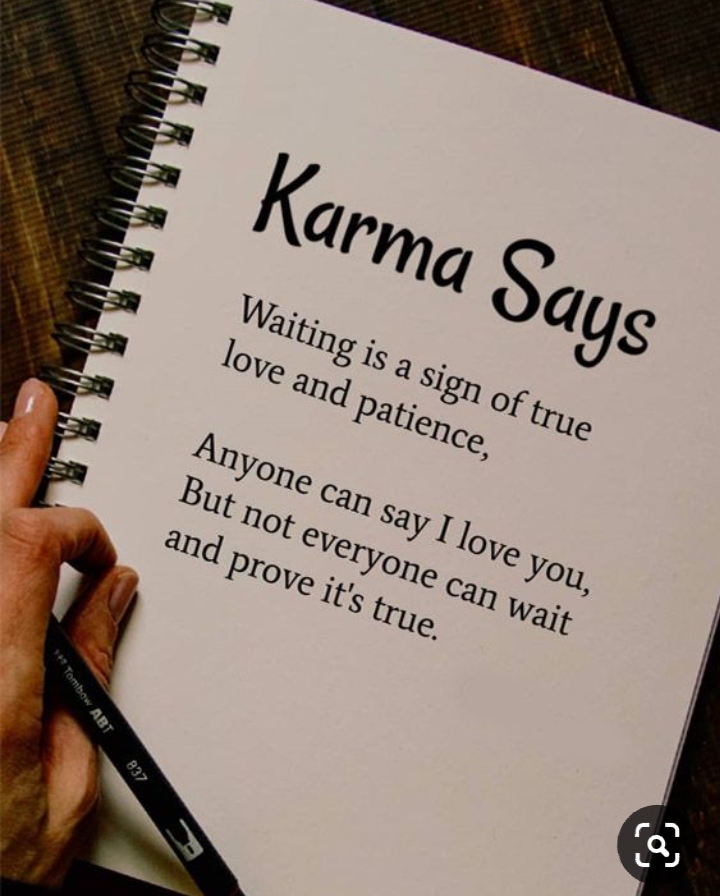 Karma Says
Waiting is a sign of true
love and patience,
Anyone can say I love you,
But not everyone can wait
and prove it's true.
Tombow ABT
837